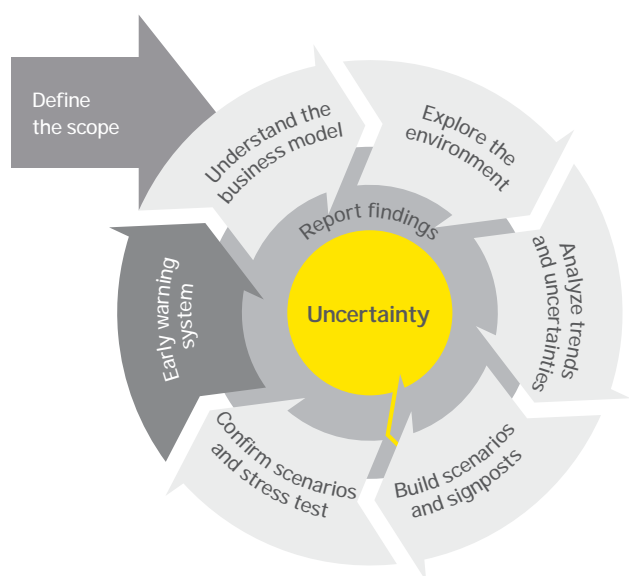 Define
the scope
Understand the
business model
Explore the
environment
Analyze trends
and uncertainties
Build scenarios
and signposts
Confirm scenarios
and stress test
Early warning
system
Report findings
Uncertainty